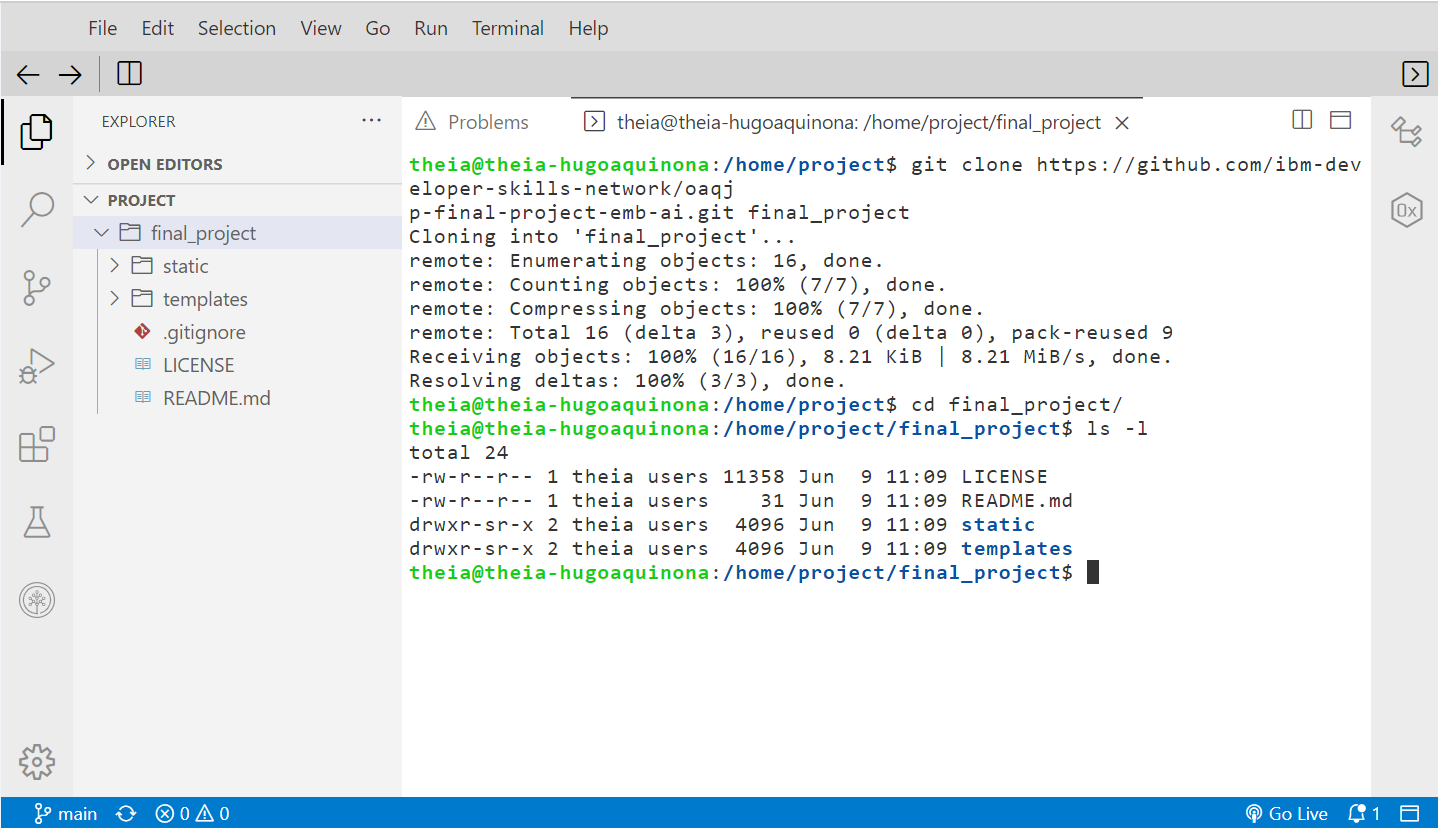 File Edit Selection View Go Run Terminal Help
EXPLORER ...
OPEN EDITORS
PROJECT
final_project
static
templates
.gitignore
LICENSE
README.md
Problems
theia@theia-hugoaquinona: /home/project/final_project
theia@theia-hugoaquinona:/home/project$ git clone https://github.com/ibm-dev
eloper-skills-network/oaqj
p-final-project-emb-ai.git final_project
Cloning into 'final_project'...
remote: Enumerating objects: 16, done.
remote: Counting objects: 100% (7/7), done.
remote: Compressing objects: 100% (7/7), done.
remote: Total 16 (delta 3), reused 0 (delta 0), pack-reused 9
Receiving objects: 100% (16/16), 8.21 KiB | 8.21 MiB/s, done.
Resolving deltas: 100% (3/3), done.
theia@theia-hugoaquinona:/home/project$ cd final_project/
theia@theia-hugoaquinona:/home/project/final_project$ ls -l
total 24
-rw-r--r-- 1 theia users 11358 Jun  9 11:09 LICENSE
-rw-r--r-- 1 theia users    31 Jun  9 11:09 README.md
drwxr-sr-x 2 theia users  4096 Jun  9 11:09 static
drwxr-sr-x 2 theia users  4096 Jun  9 11:09 templates
theia@theia-hugoaquinona:/home/project/final_project$
0x
main 0 0 Go Live 1